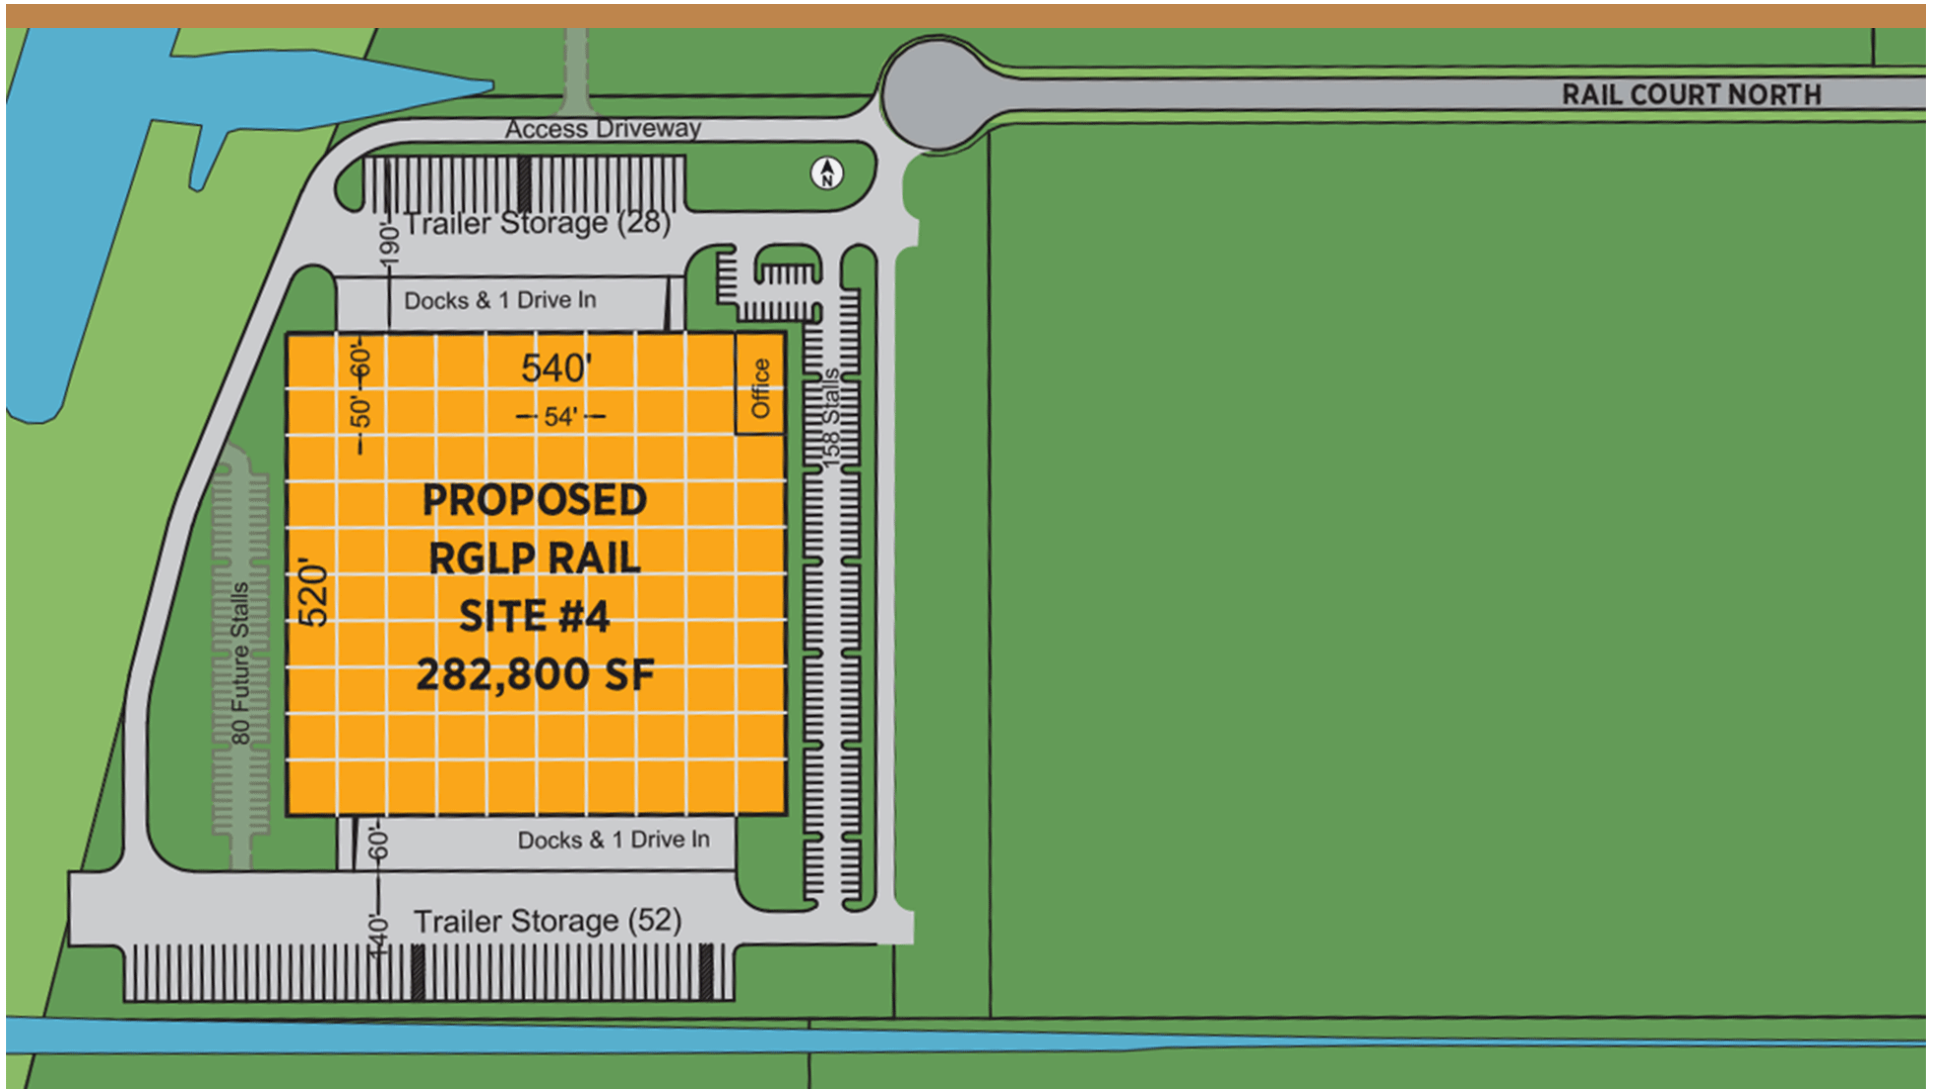 RAIL COURT NORTH
Access Driveway
N
Trailer Storage (28)
190'
Docks & 1 Drive In
60'
540'
Office
50'
54'
158 Stalls
PROPOSED
RGLP RAIL
SITE #4
282,800 SF
520'
80 Future Stalls
60'
Docks & 1 Drive In
Trailer Storage (52)
140'